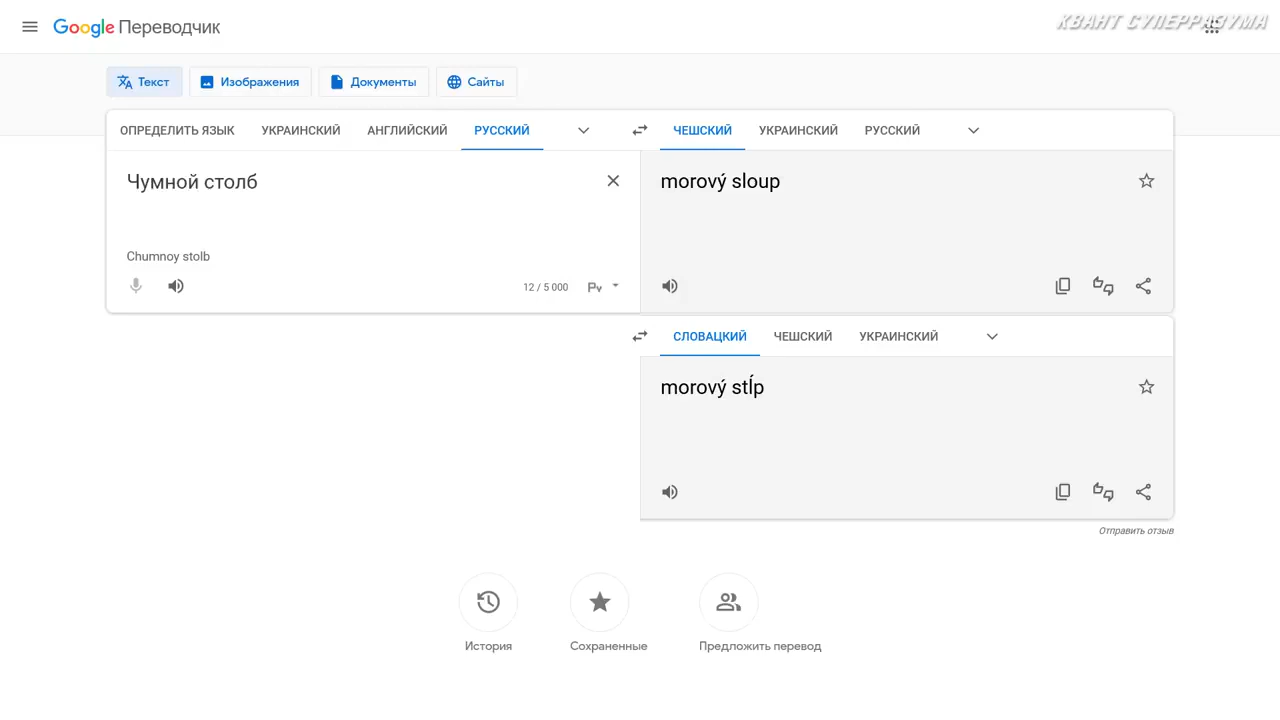 Google Переводчик
КВАНТ СУПЕРРАЗУМА
Текст
Изображения
Документы
Сайты
ОПРЕДЕЛИТЬ ЯЗЫК
УКРАИНСКИЙ
АНГЛИЙСКИЙ
РУССКИЙ
ЧЕШСКИЙ
УКРАИНСКИЙ
РУССКИЙ
Чумной столб
Chumnoy stolb
12 / 5 000
morový sloup
СЛОВАЦКИЙ
ЧЕШСКИЙ
УКРАИНСКИЙ
morový stĺp
Отправить отзыв
История
Сохраненные
Предложить перевод